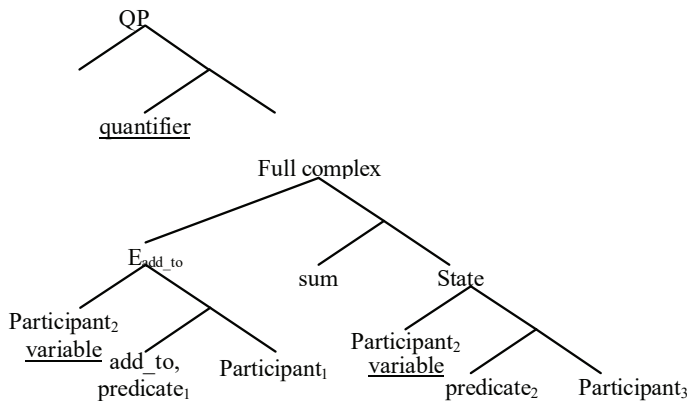 QP
quantifier
Full complex
E_add_to
sum
State
Participant₂
variable
add_to,
predicate₁
Participant₁
Participant₂
variable
predicate₂
Participant₃